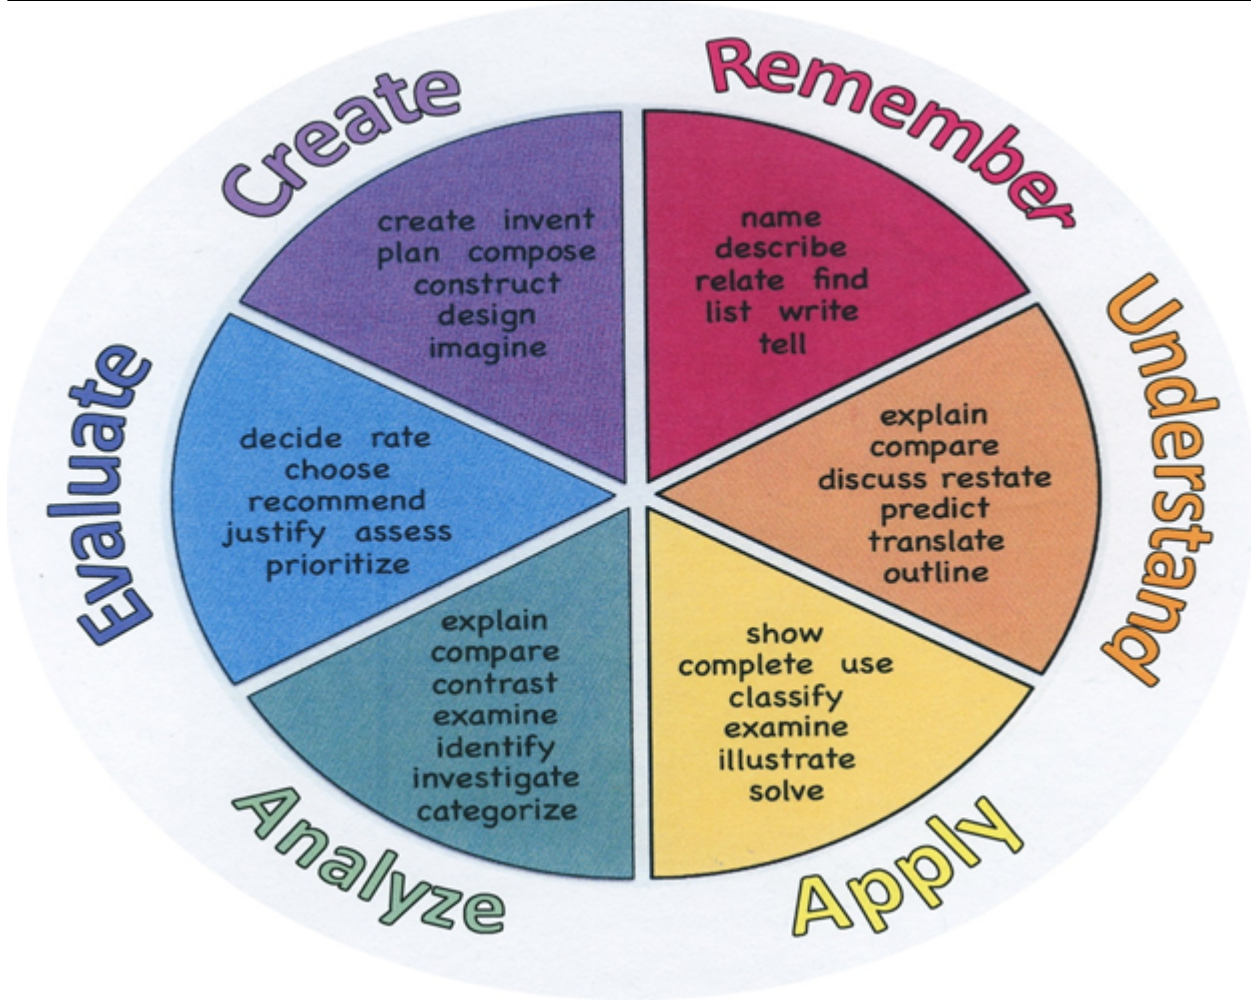 Remember
name
describe
relate find
list write
tell
Understand
explain
compare
discuss restate
predict
translate
outline
Apply
show
complete use
classify
examine
illustrate
solve
Analyze
explain
compare
contrast
examine
identify
investigate
categorize
Evaluate
decide rate
choose
recommend
justify assess
prioritize
Create
create invent
plan compose
construct
design
imagine